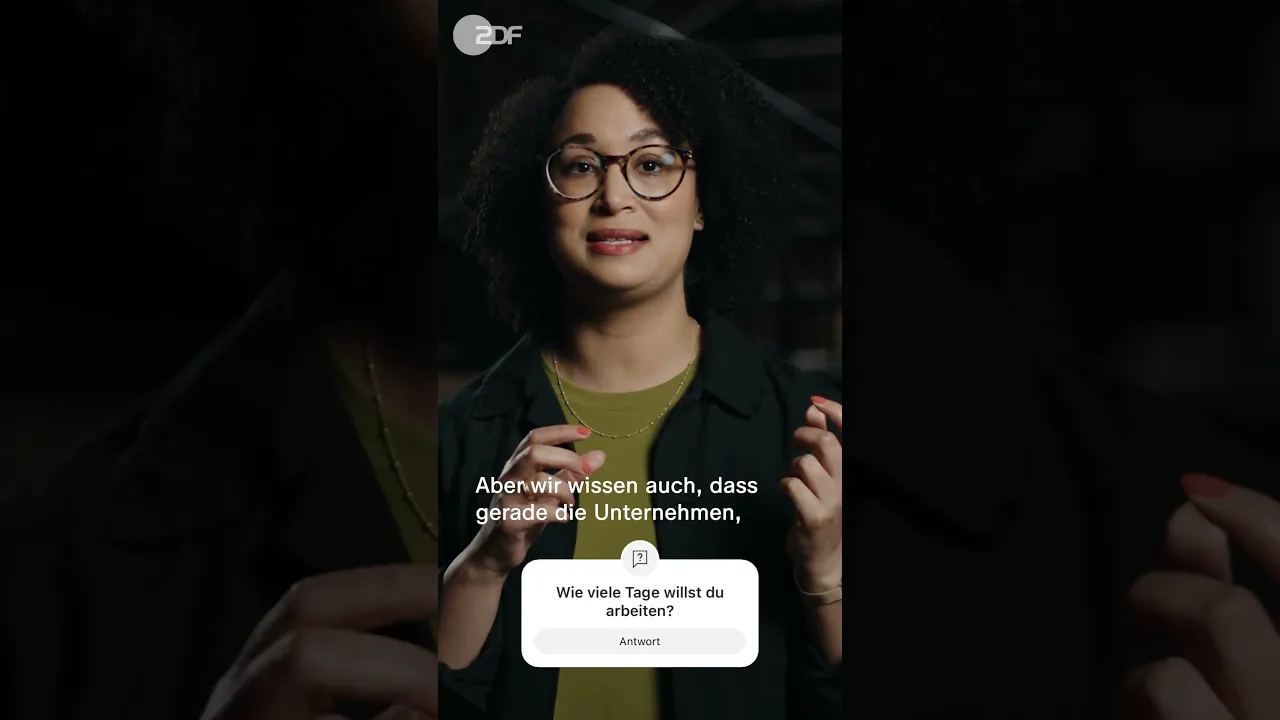 ZDF
Aber wir wissen auch, dass
gerade die Unternehmen,
?
Wie viele Tage willst du
arbeiten?
Antwort